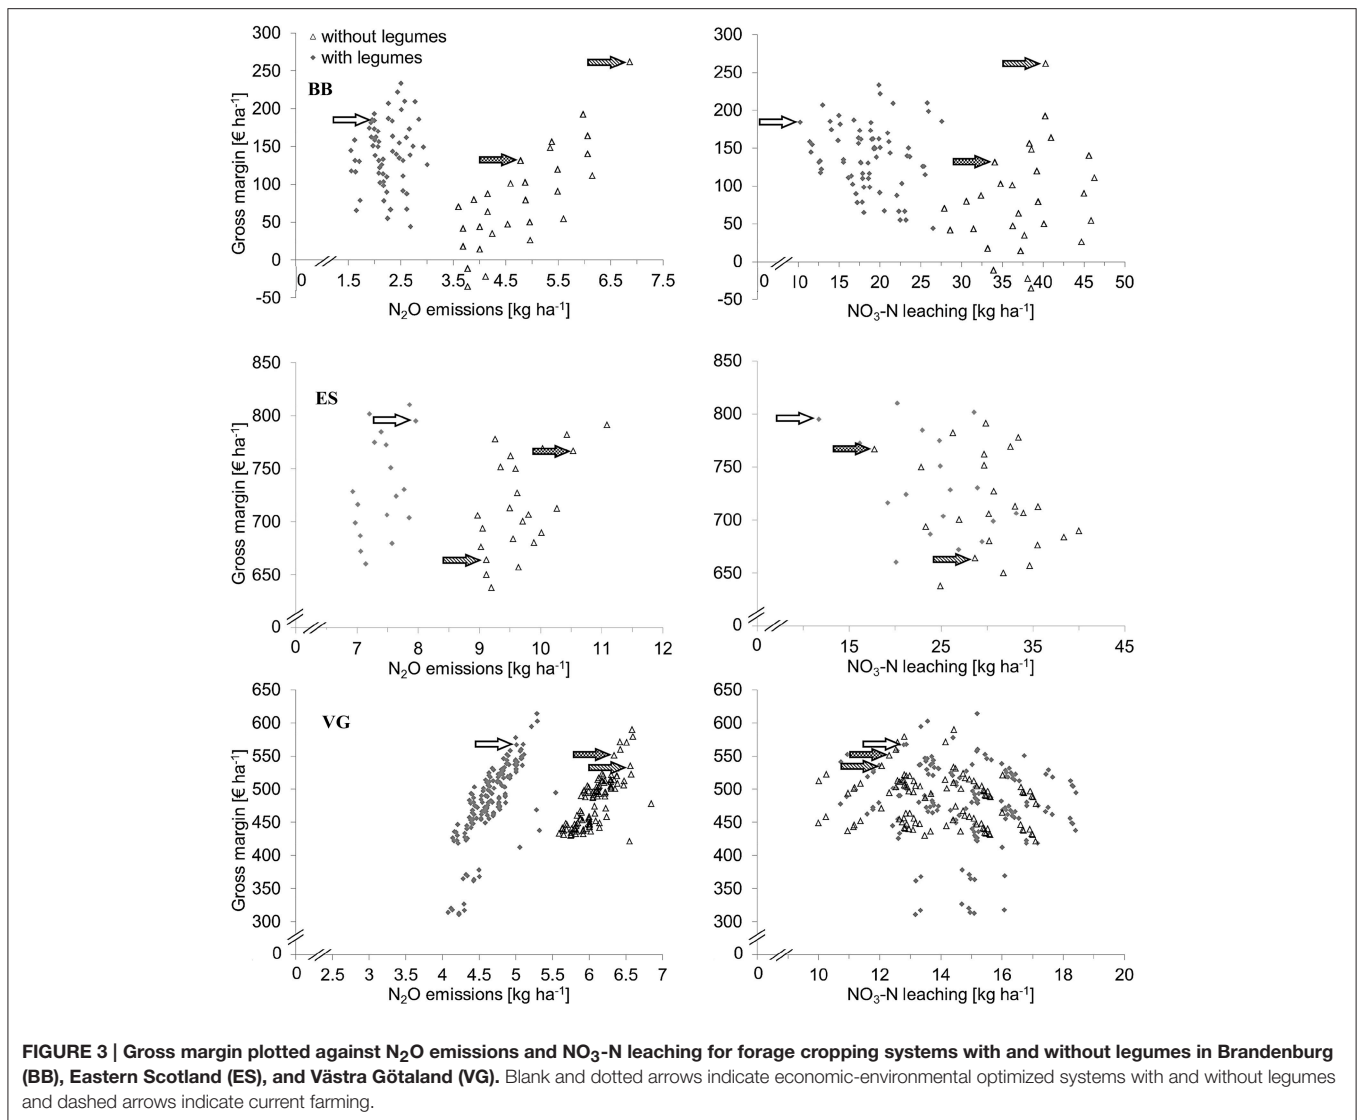 △ without legumes
◆ with legumes
BB
Gross margin [€ ha-1]
300
250
200
150
100
50
0
-50
0 1.5 2.5 3.5 4.5 5.5 6.5 7.5
N2O emissions [kg ha-1]
300
250
200
150
100
50
0
-50
0 10 15 20 25 30 35 40 45 50
NO3-N leaching [kg ha-1]
ES
Gross margin [€ ha-1]
850
800
750
700
650
0
0 7 8 9 10 11 12
N2O emissions [kg ha-1]
850
800
750
700
650
0
0 15 25 35 45
NO3-N leaching [kg ha-1]
VG
Gross margin [€ ha-1]
650
600
550
500
450
400
350
300
0
0 2.5 3 3.5 4 4.5 5 5.5 6 6.5 7
N2O emissions [kg ha-1]
650
600
550
500
450
400
350
300
0
0 10 12 14 16 18 20
NO3-N leaching [kg ha-1]
FIGURE 3 | Gross margin plotted against N2O emissions and NO3-N leaching for forage cropping systems with and without legumes in Brandenburg
(BB), Eastern Scotland (ES), and Västra Götaland (VG). Blank and dotted arrows indicate economic-environmental optimized systems with and without legumes
and dashed arrows indicate current farming.